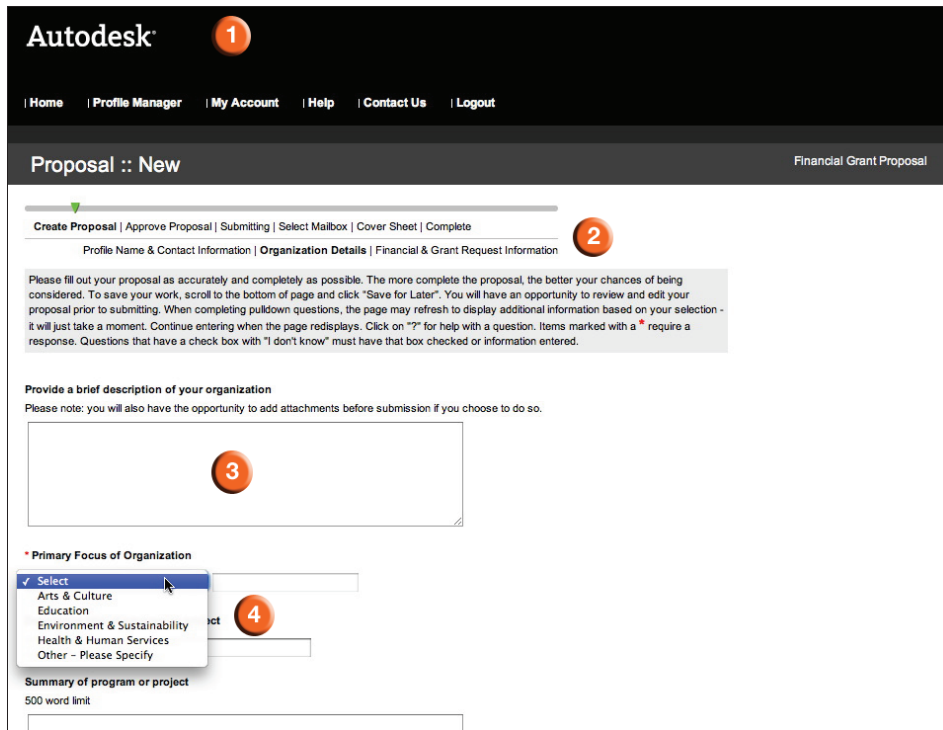 Autodesk
1
| Home | Profile Manager | My Account | Help | Contact Us | Logout
Proposal :: New
Financial Grant Proposal
Create Proposal | Approve Proposal | Submitting | Select Mailbox | Cover Sheet | Complete
2
Profile Name & Contact Information | Organization Details | Financial & Grant Request Information
Please fill out your proposal as accurately and completely as possible. The more complete the proposal, the better your chances of being
considered. To save your work, scroll to the bottom of page and click "Save for Later". You will have an opportunity to review and edit your
proposal prior to submitting. When completing pulldown questions, the page may refresh to display additional information based on your selection -
it will just take a moment. Continue entering when the page redisplays. Click on "?" for help with a question. Items marked with a * require a
response. Questions that have a check box with "I don't know" must have that box checked or information entered.
Provide a brief description of your organization
Please note: you will also have the opportunity to add attachments before submission if you choose to do so.
3
* Primary Focus of Organization
✓ Select
Arts & Culture
Education
Environment & Sustainability
4
Health & Human Services
Other - Please Specify
Summary of program or project
500 word limit